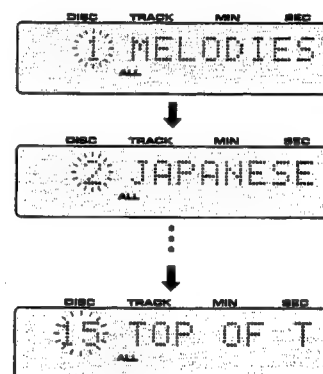 DISC TRACK MIN SEC
1 MELODIES
ALL
DISC TRACK MIN SEC
2 JAPANESE
ALL
DISC TRACK MIN SEC
15 TOP OF T
ALL